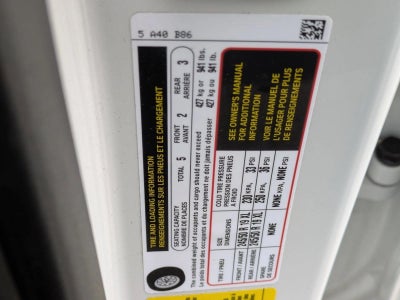 5 A40 B86
TIRE AND LOADING INFORMATION
RENSEIGNEMENTS SUR LES PNEUS ET LE CHARGEMENT
SEATING CAPACITY
NOMBRE DE PLACES
TOTAL 5
FRONT
AVANT 2
REAR
ARRIÈRE 3
The combined weight of occupants and cargo should never exceed 427 kg or 941 lbs.
Le poids total des occupants et du chargement ne doit jamais dépasser 427 kg ou 941 lb.
TIRE / PNEU
SIZE
DIMENSIONS
COLD TIRE PRESSURE
PRESSION DES PNEUS
À FROID
FRONT / AVANT 245/50 R 19 XL 230 KPA, 33 PSI
REAR / ARRIÈRE 245/50 R 19 XL 250 KPA, 36 PSI
SPARE
DE SECOURS NONE NONE KPA, NONE PSI
SEE OWNER'S MANUAL
FOR ADDITIONAL
INFORMATION
VOIR LE MANUEL DE
L'USAGER POUR PLUS
DE RENSEIGNEMENTS